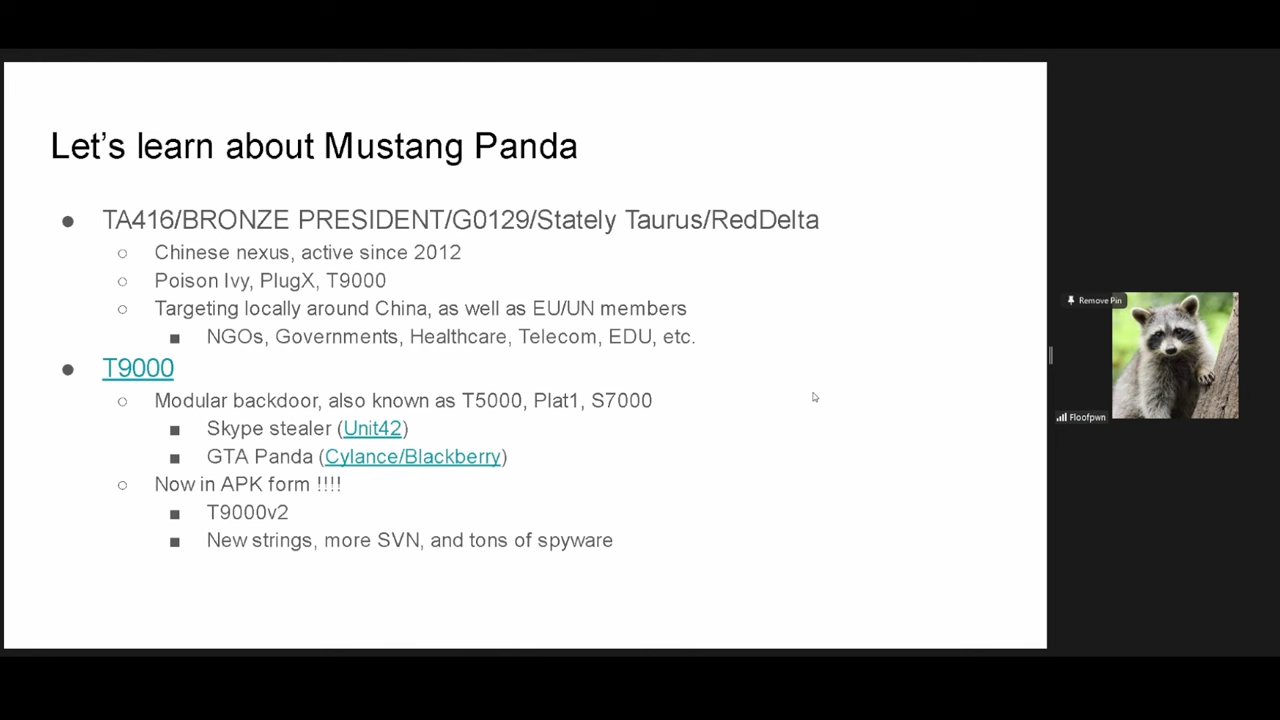 Let's learn about Mustang Panda
● TA416/BRONZE PRESIDENT/G0129/Stately Taurus/RedDelta
○ Chinese nexus, active since 2012
○ Poison Ivy, PlugX, T9000
○ Targeting locally around China, as well as EU/UN members
■ NGOs, Governments, Healthcare, Telecom, EDU, etc.
● T9000
○ Modular backdoor, also known as T5000, Plat1, S7000
■ Skype stealer (Unit42)
■ GTA Panda (Cylance/Blackberry)
○ Now in APK form !!!!
■ T9000v2
■ New strings, more SVN, and tons of spyware
Remove Pin
Floofpwn